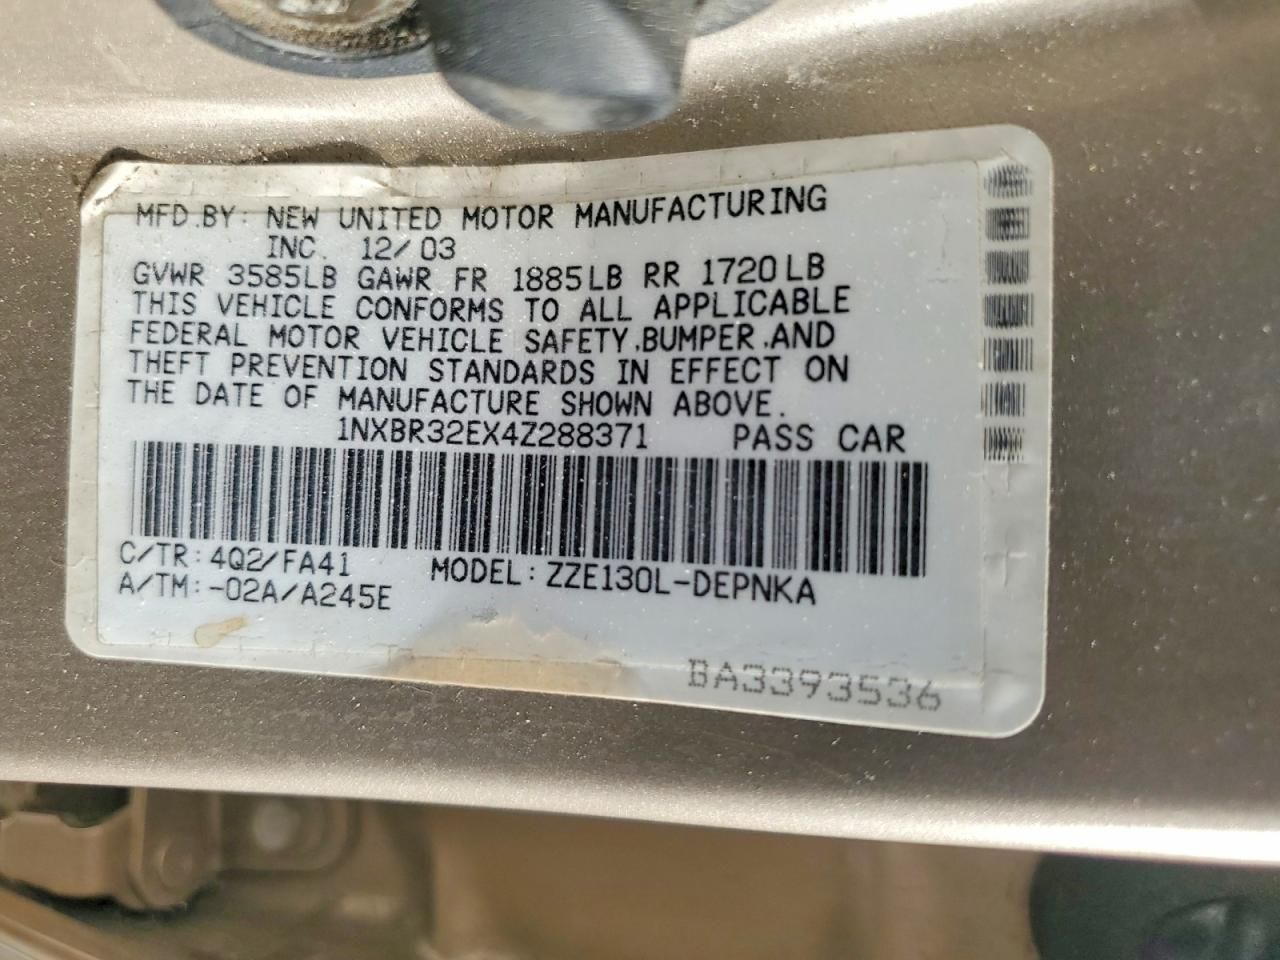 MFD.BY: NEW UNITED MOTOR MANUFACTURING
INC. 12/03
GVWR 3585LB GAWR FR 1885LB RR 1720LB
THIS VEHICLE CONFORMS TO ALL APPLICABLE
FEDERAL MOTOR VEHICLE SAFETY,BUMPER,AND
THEFT PREVENTION STANDARDS IN EFFECT ON
THE DATE OF MANUFACTURE SHOWN ABOVE.
1NXBR32EX4Z288371 PASS CAR
C/TR:4Q2/FA41 MODEL:ZZE130L-DEPNKA
A/TM:-02A/A245E
BA3393536